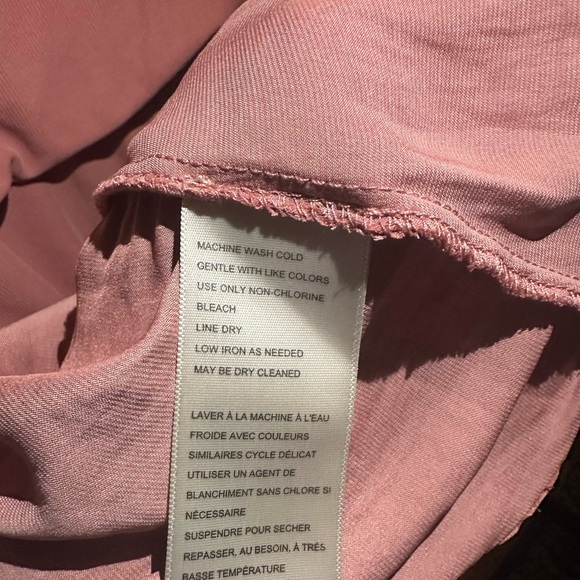 MACHINE WASH COLD
GENTLE WITH LIKE COLORS
USE ONLY NON-CHLORINE
BLEACH
LINE DRY
LOW IRON AS NEEDED
MAY BE DRY CLEANED
LAVER À LA MACHINE À L'EAU
FROIDE AVEC COULEURS
SIMILAIRES CYCLE DÉLICAT
UTILISER UN AGENT DE
BLANCHIMENT SANS CHLORE SI
NÉCESSAIRE
SUSPENDRE POUR SECHER
REPASSER, AU BESOIN, À TRÈS
BASSE TEMPÉRATURE